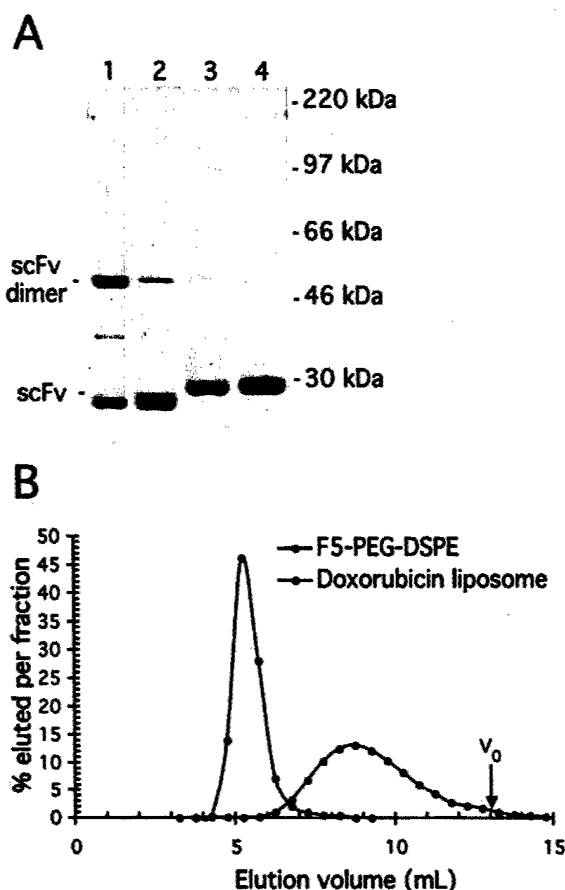 A
1 2 3 4
-220 kDa
-97 kDa
-66 kDa
scFv
dimer -
-46 kDa
-30 kDa
scFv -
B
50
45
40
35
30
25
20
15
10
5
0
% eluted per fraction
F5-PEG-DSPE
Doxorubicin liposome
V0
0 5 10 15
Elution volume (mL)